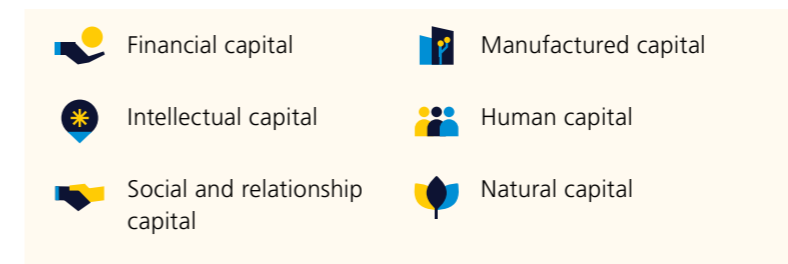 Financial capital
Manufactured capital
Intellectual capital
Human capital
Social and relationship
capital
Natural capital